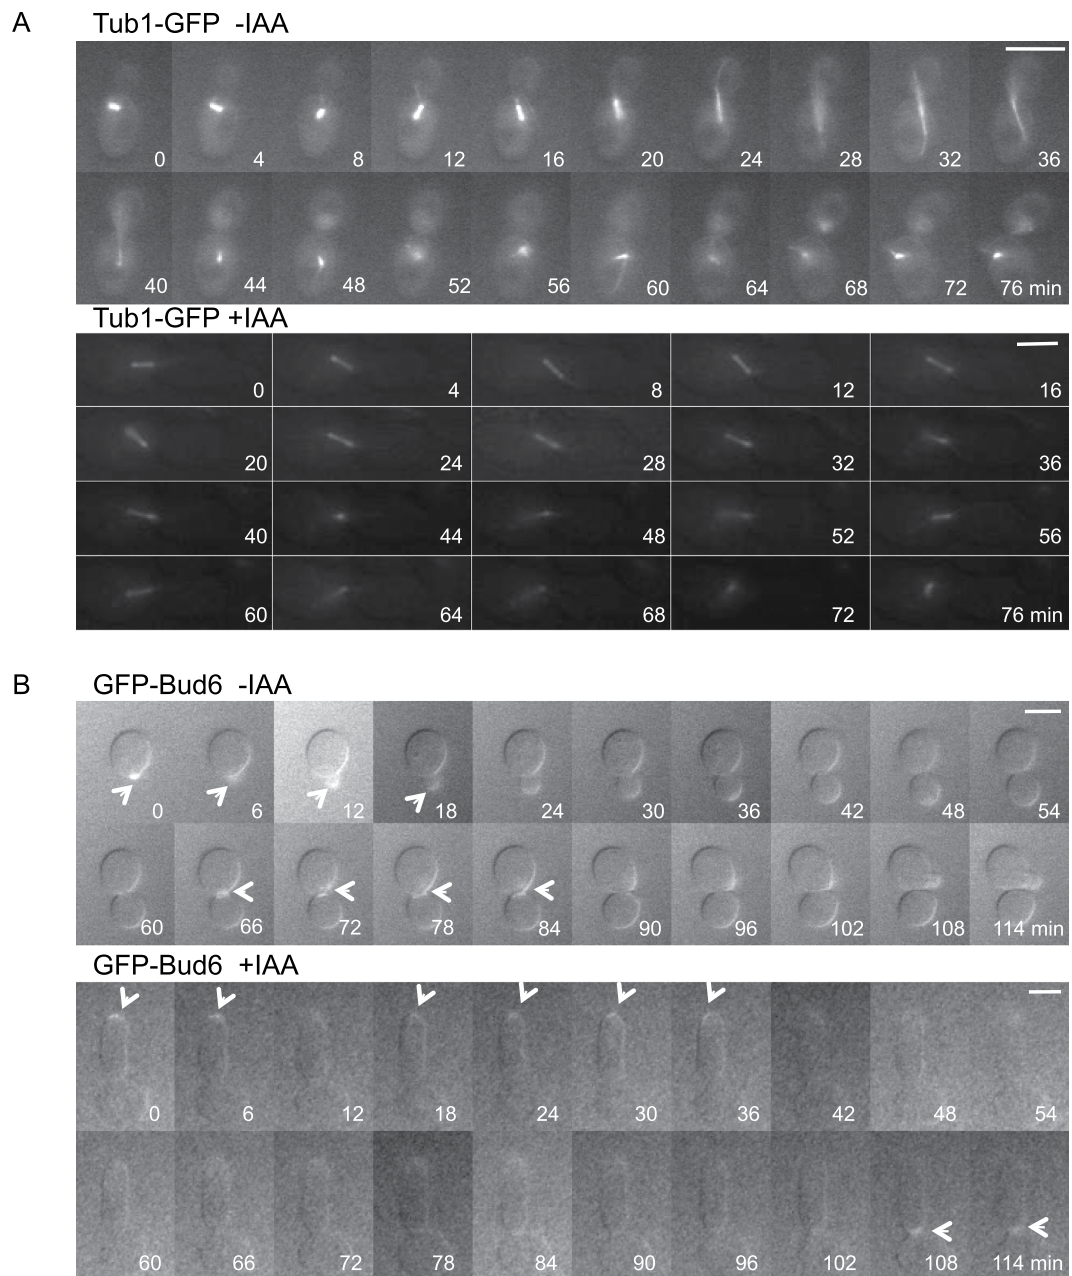 A
Tub1-GFP -IAA
0 4 8 12 16 20 24 28 32 36
40 44 48 52 56 60 64 68 72 76 min
Tub1-GFP +IAA
0 4 8 12 16
20 24 28 32 36
40 44 48 52 56
60 64 68 72 76 min
B
GFP-Bud6 -IAA
0 6 12 18 24 30 36 42 48 54
60 66 72 78 84 90 96 102 108 114 min
GFP-Bud6 +IAA
0 6 12 18 24 30 36 42 48 54
60 66 72 78 84 90 96 102 108 114 min